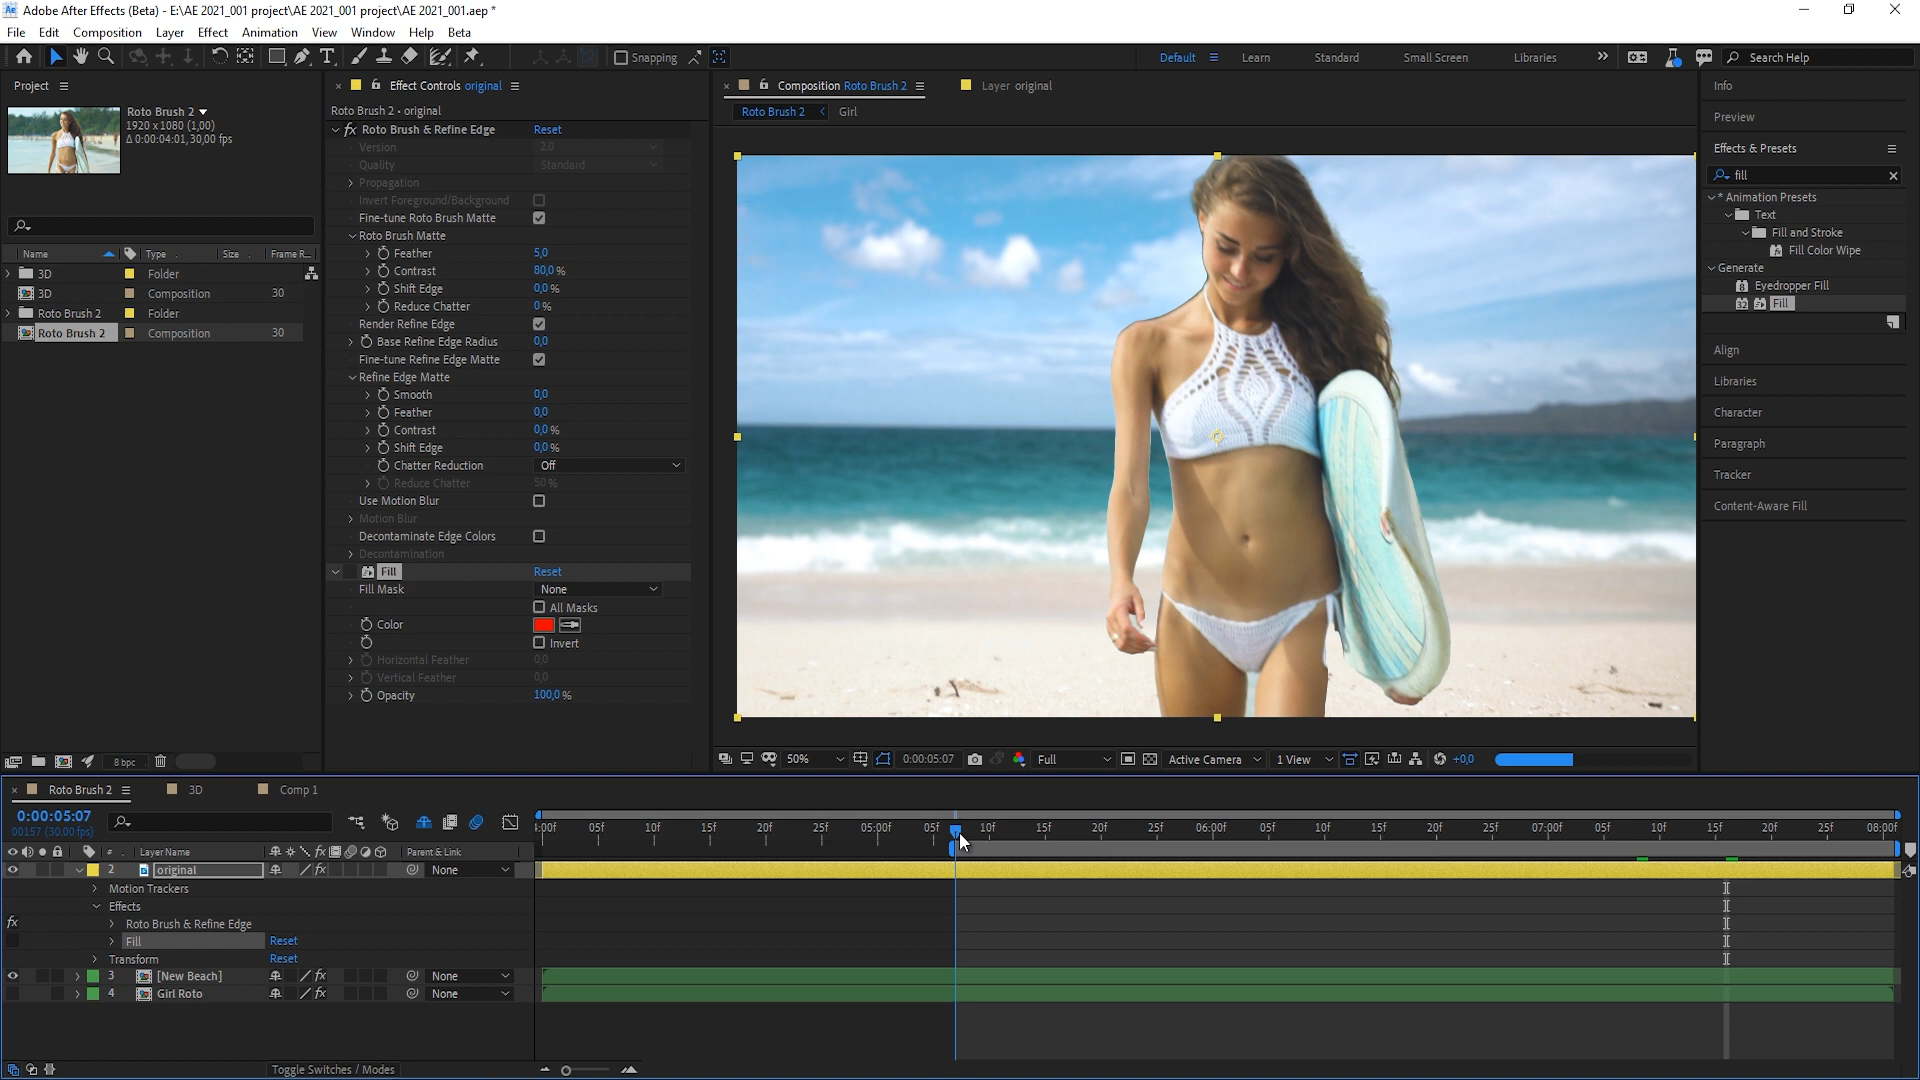 Adobe After Effects (Beta) - E:\AE 2021_001 project\AE 2021_001 project\AE 2021_001.aep *
File Edit Composition Layer Effect Animation View Window Help Beta
Snapping
Default Learn Standard Small Screen Libraries Search Help
Project
Roto Brush 2
1920 x 1080 (1,00)
Δ 0:00:04:01, 30,00 fps
Name Type Size Frame R...
3D Folder
3D Composition 30
Roto Brush 2 Folder
Roto Brush 2 Composition 30
8 bpc
Effect Controls original
Roto Brush 2 • original
fx Roto Brush & Refine Edge Reset
Version 2.0
Quality Standard
Propagation
Invert Foreground/Background
Fine-tune Roto Brush Matte
Roto Brush Matte
Feather 5,0
Contrast 80,0 %
Shift Edge 0,0 %
Reduce Chatter 0 %
Render Refine Edge
Base Refine Edge Radius 0,0
Fine-tune Refine Edge Matte
Refine Edge Matte
Smooth 0,0
Feather 0,0
Contrast 0,0 %
Shift Edge 0,0 %
Chatter Reduction Off
Reduce Chatter 50 %
Use Motion Blur
Motion Blur
Decontaminate Edge Colors
Decontamination
Fill Reset
Fill Mask None
All Masks
Color
Invert
Horizontal Feather 0,0
Vertical Feather 0,0
Opacity 100,0 %
Composition Roto Brush 2 Layer original
Roto Brush 2 Girl
50% 0:00:05:07 Full Active Camera 1 View +0,0
Info
Preview
Effects & Presets
fill
* Animation Presets
Text
Fill and Stroke
Fill Color Wipe
Generate
Eyedropper Fill
Fill
Align
Libraries
Character
Paragraph
Tracker
Content-Aware Fill
Roto Brush 2 3D Comp 1
0:00:05:07
00157 (30.00 fps)
# Layer Name Parent & Link
4:00f 05f 10f 15f 20f 25f 05:00f 05f 10f 15f 20f 25f 06:00f 05f 10f 15f 20f 25f 07:00f 05f 10f 15f 20f 25f 08:00f
2 original fx None
Motion Trackers
Effects
fx Roto Brush & Refine Edge
Fill Reset
Transform Reset
3 [New Beach] fx None
4 Girl Roto fx None
Toggle Switches / Modes